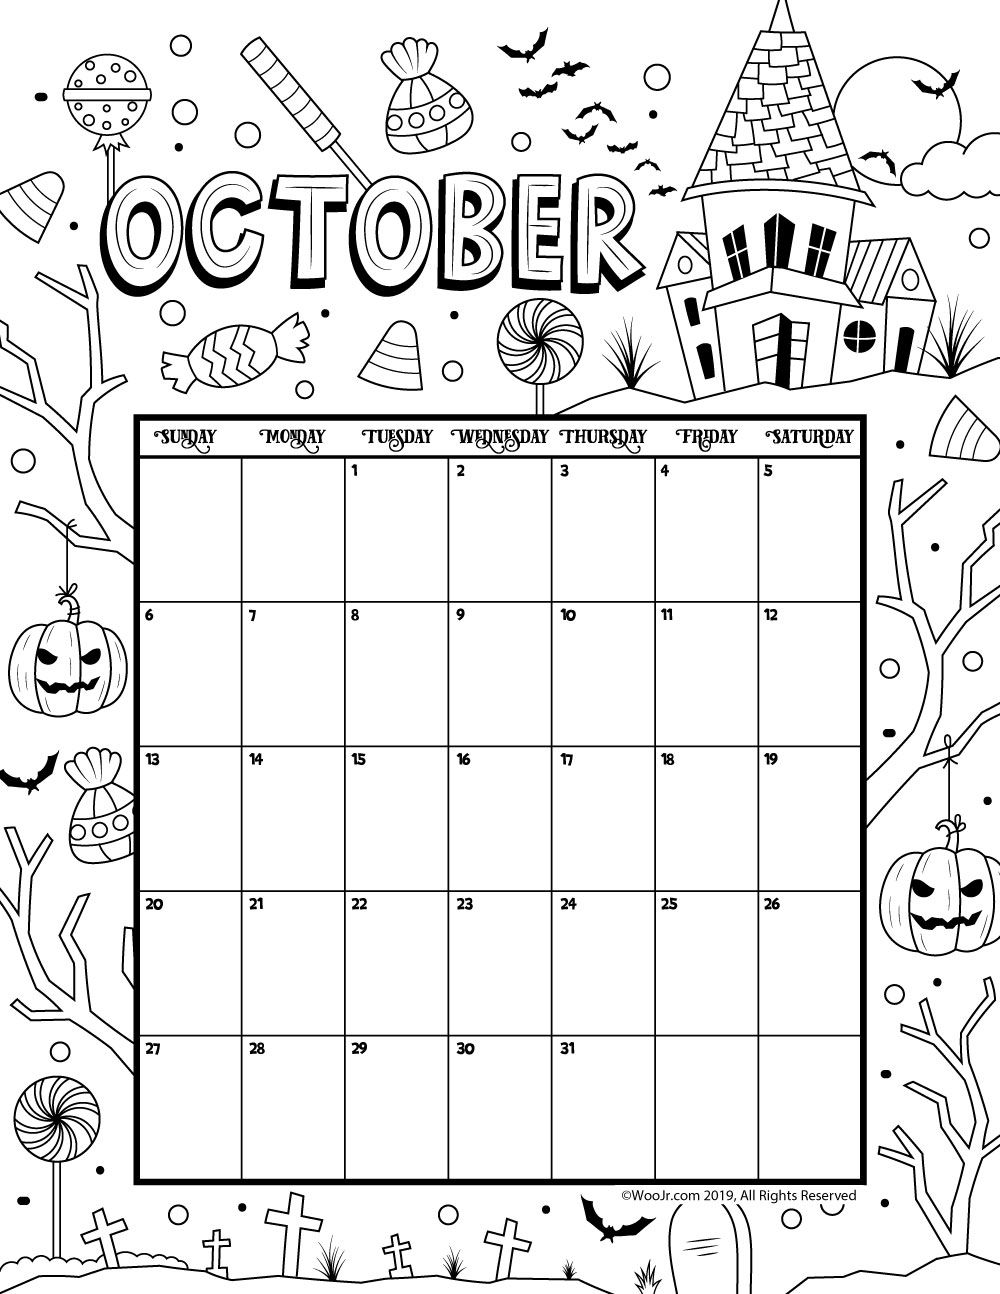 OCTOBER
SUNDAY MONDAY TUESDAY WEDNESDAY THURSDAY FRIDAY SATURDAY
1 2 3 4 5
6 7 8 9 10 11 12
13 14 15 16 17 18 19
20 21 22 23 24 25 26
27 28 29 30 31
©WooJr.com 2019, All Rights Reserved